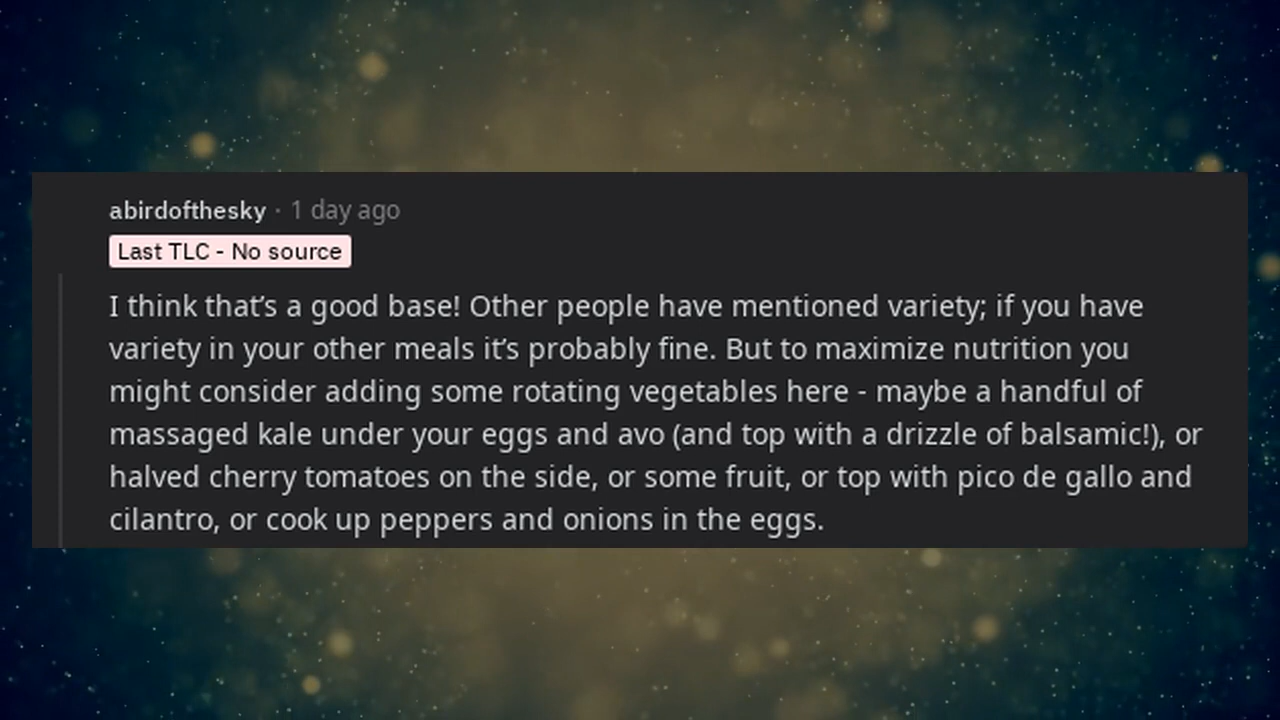 abirdofthesky · 1 day ago
Last TLC - No source
I think that’s a good base! Other people have mentioned variety; if you have
variety in your other meals it’s probably fine. But to maximize nutrition you
might consider adding some rotating vegetables here - maybe a handful of
massaged kale under your eggs and avo (and top with a drizzle of balsamic!), or
halved cherry tomatoes on the side, or some fruit, or top with pico de gallo and
cilantro, or cook up peppers and onions in the eggs.